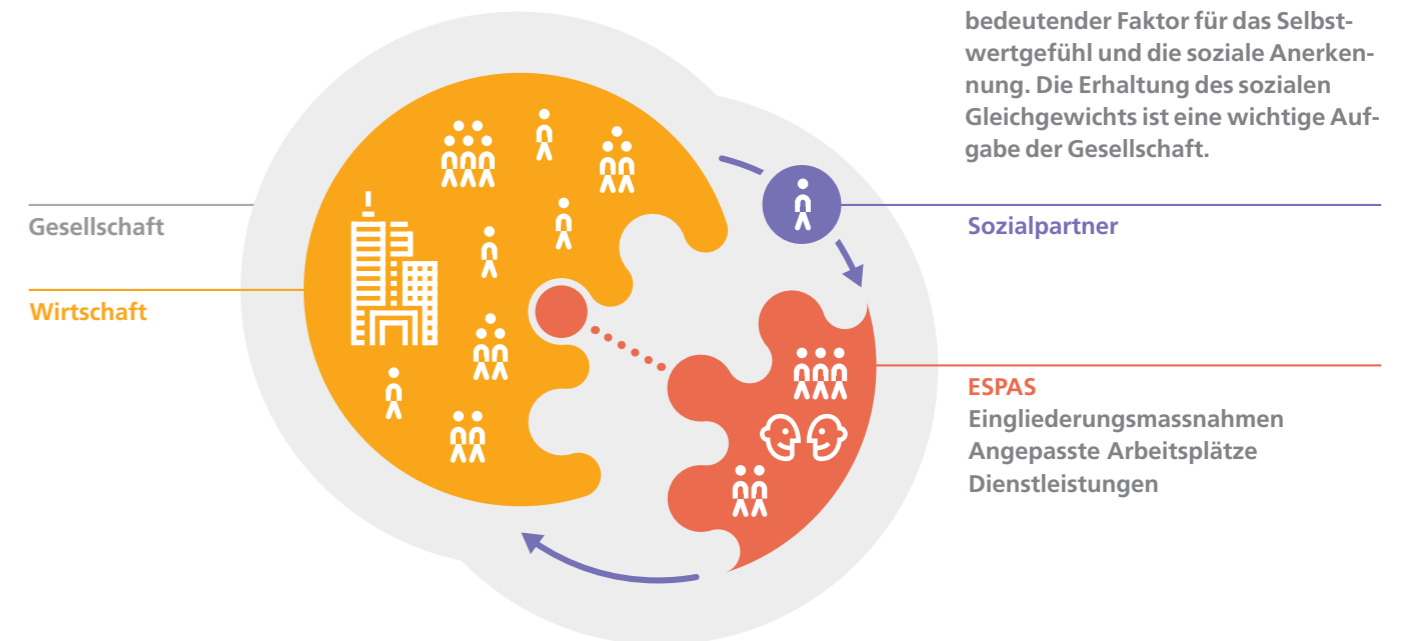 bedeutender Faktor für das Selbst-
wertgefühl und die soziale Anerken-
nung. Die Erhaltung des sozialen
Gleichgewichts ist eine wichtige Auf-
gabe der Gesellschaft.
Gesellschaft
Sozialpartner
Wirtschaft
ESPAS
Eingliederungsmassnahmen
Angepasste Arbeitsplätze
Dienstleistungen